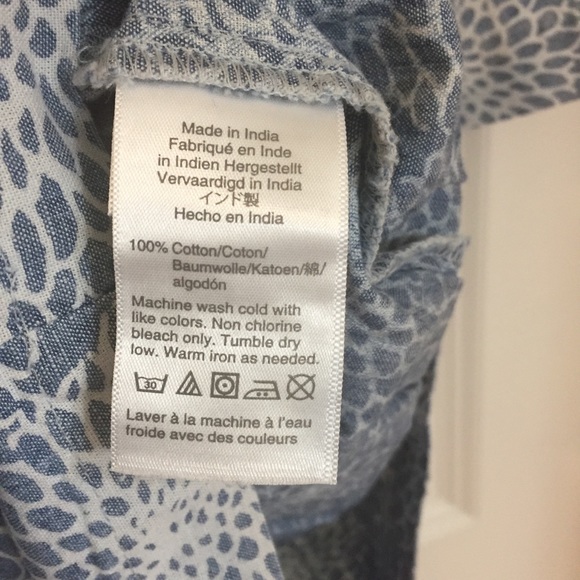 Made in India
Fabriqué en Inde
in Indien Hergestellt
Vervaardigd in India
インド製
Hecho en India
100% Cotton/Coton/
Baumwolle/Katoen/綿/
algodón
Machine wash cold with
like colors. Non chlorine
bleach only. Tumble dry
low. Warm iron as needed.
30
Laver à la machine à l'eau
froide avec des couleurs